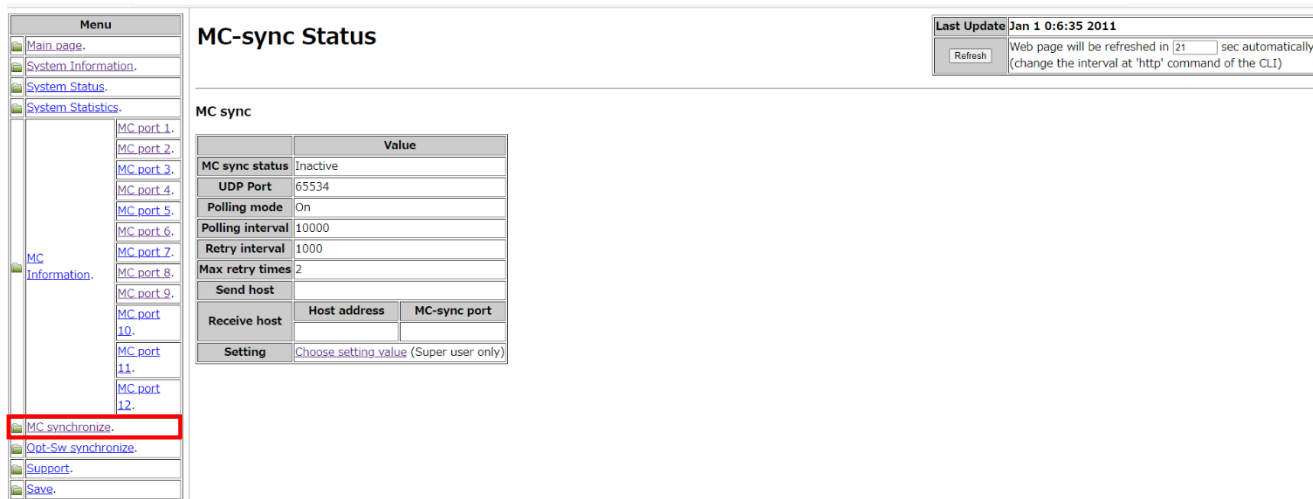 Menu
Main page.
System Information.
System Status.
System Statistics.
MC
Information.
MC port 1.
MC port 2.
MC port 3.
MC port 4.
MC port 5.
MC port 6.
MC port 7.
MC port 8.
MC port 9.
MC port
10.
MC port
11.
MC port
12.
MC synchronize.
Opt-Sw synchronize.
Support.
Save.
MC-sync Status
Last Update Jan 1 0:6:35 2011
Refresh
Web page will be refreshed in 21 sec automatically
(change the interval at 'http' command of the CLI)
MC sync
Value
MC sync status Inactive
UDP Port 65534
Polling mode On
Polling interval 10000
Retry interval 1000
Max retry times 2
Send host
Receive host
Host address MC-sync port
Setting Choose setting value (Super user only)